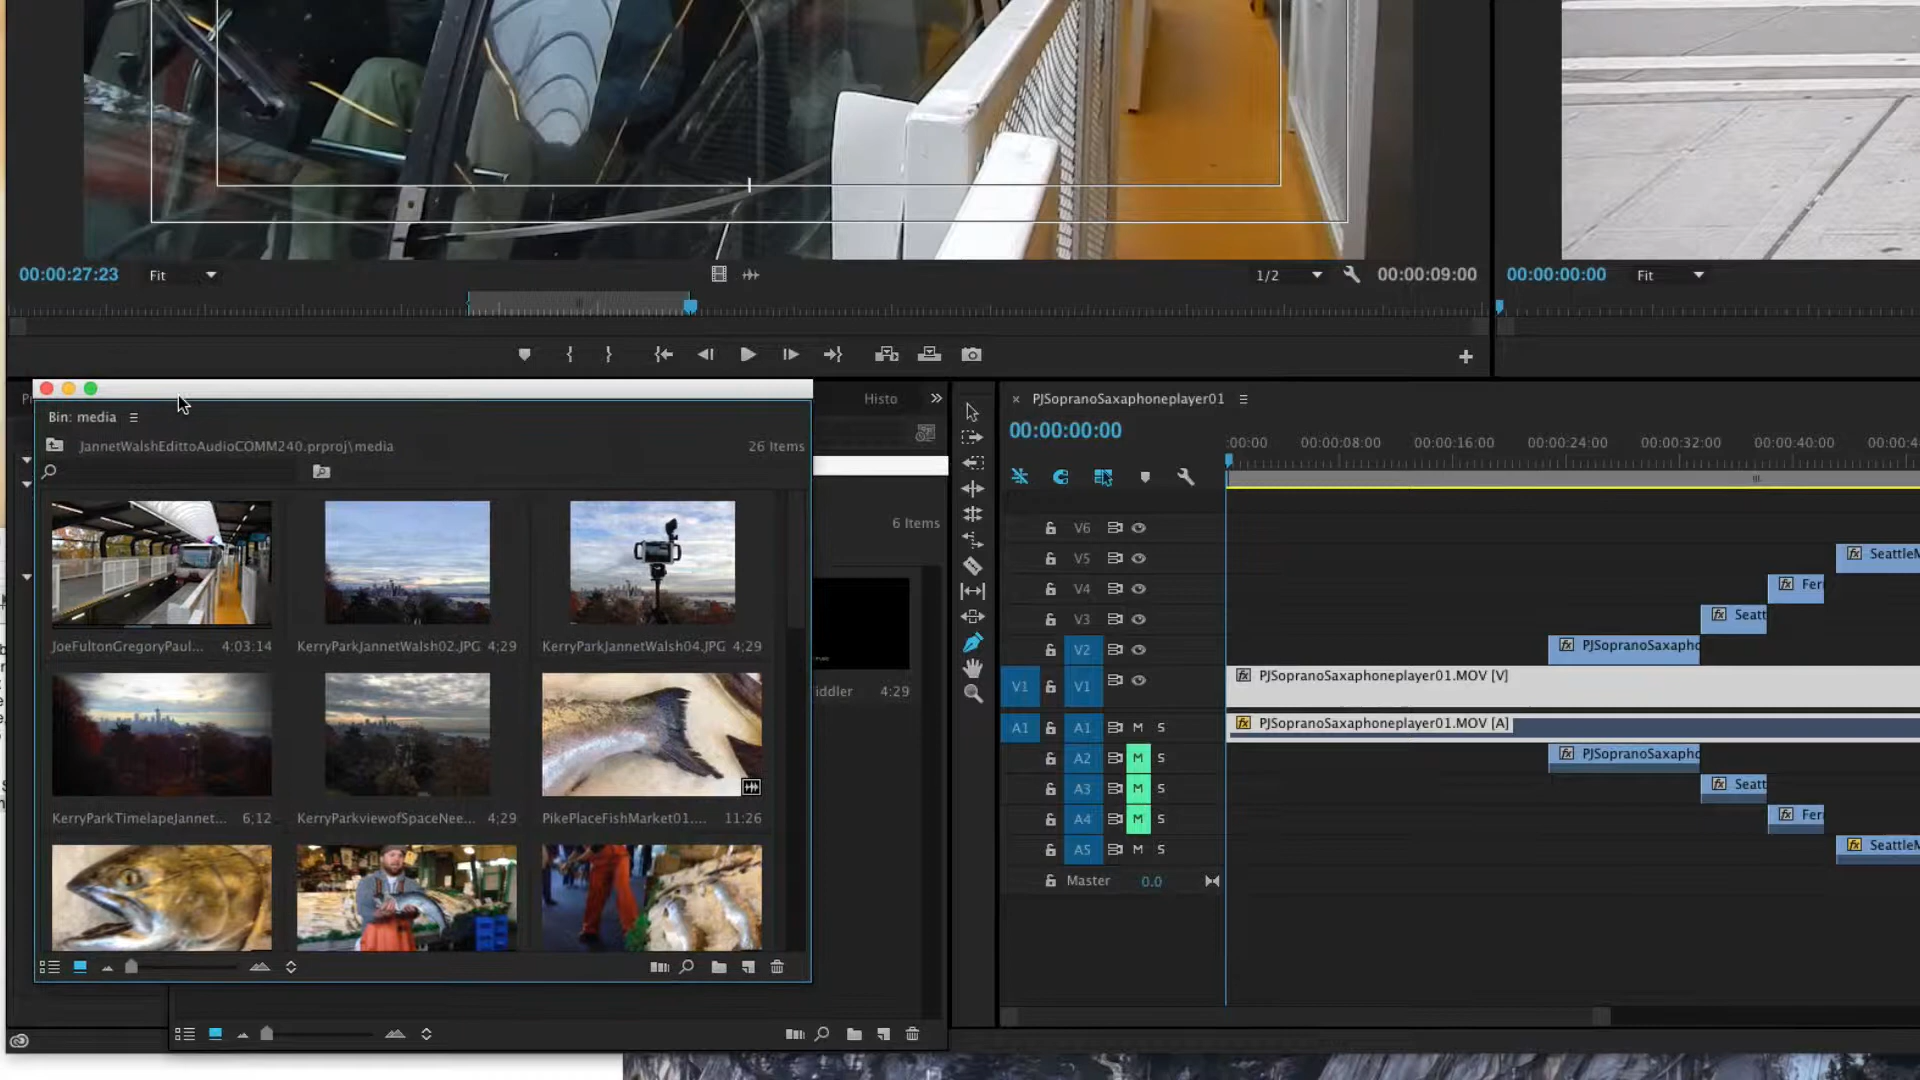 00:00:27:23 Fit 1/2 00:00:09:00 00:00:00:00 Fit
Bin: media
JannetWalshEdittoAudioCOMM240.prproj\media 26 Items
JoeFultonGregoryPaul... 4:03:14 KerryParkJannetWalsh02.JPG 4;29 KerryParkJannetWalsh04.JPG 4;29
KerryParkTimelapeJannet... 6;12 KerryParkviewofSpaceNee... 4;29 PikePlaceFishMarket01.... 11:26
Histo
6 Items
iddler 4:29
× PJSopranoSaxaphoneplayer01
00:00:00:00
:00:00 00:00:08:00 00:00:16:00 00:00:24:00 00:00:32:00 00:00:40:00 00:00:4
V6
V5 SeattleM
V4 Fer
V3 Seatt
V2 PJSopranoSaxapho
V1 V1 PJSopranoSaxaphoneplayer01.MOV [V]
A1 A1 M S PJSopranoSaxaphoneplayer01.MOV [A]
A2 M S PJSopranoSaxapho
A3 M S Seatt
A4 M S Fer
A5 M S SeattleM
Master 0.0